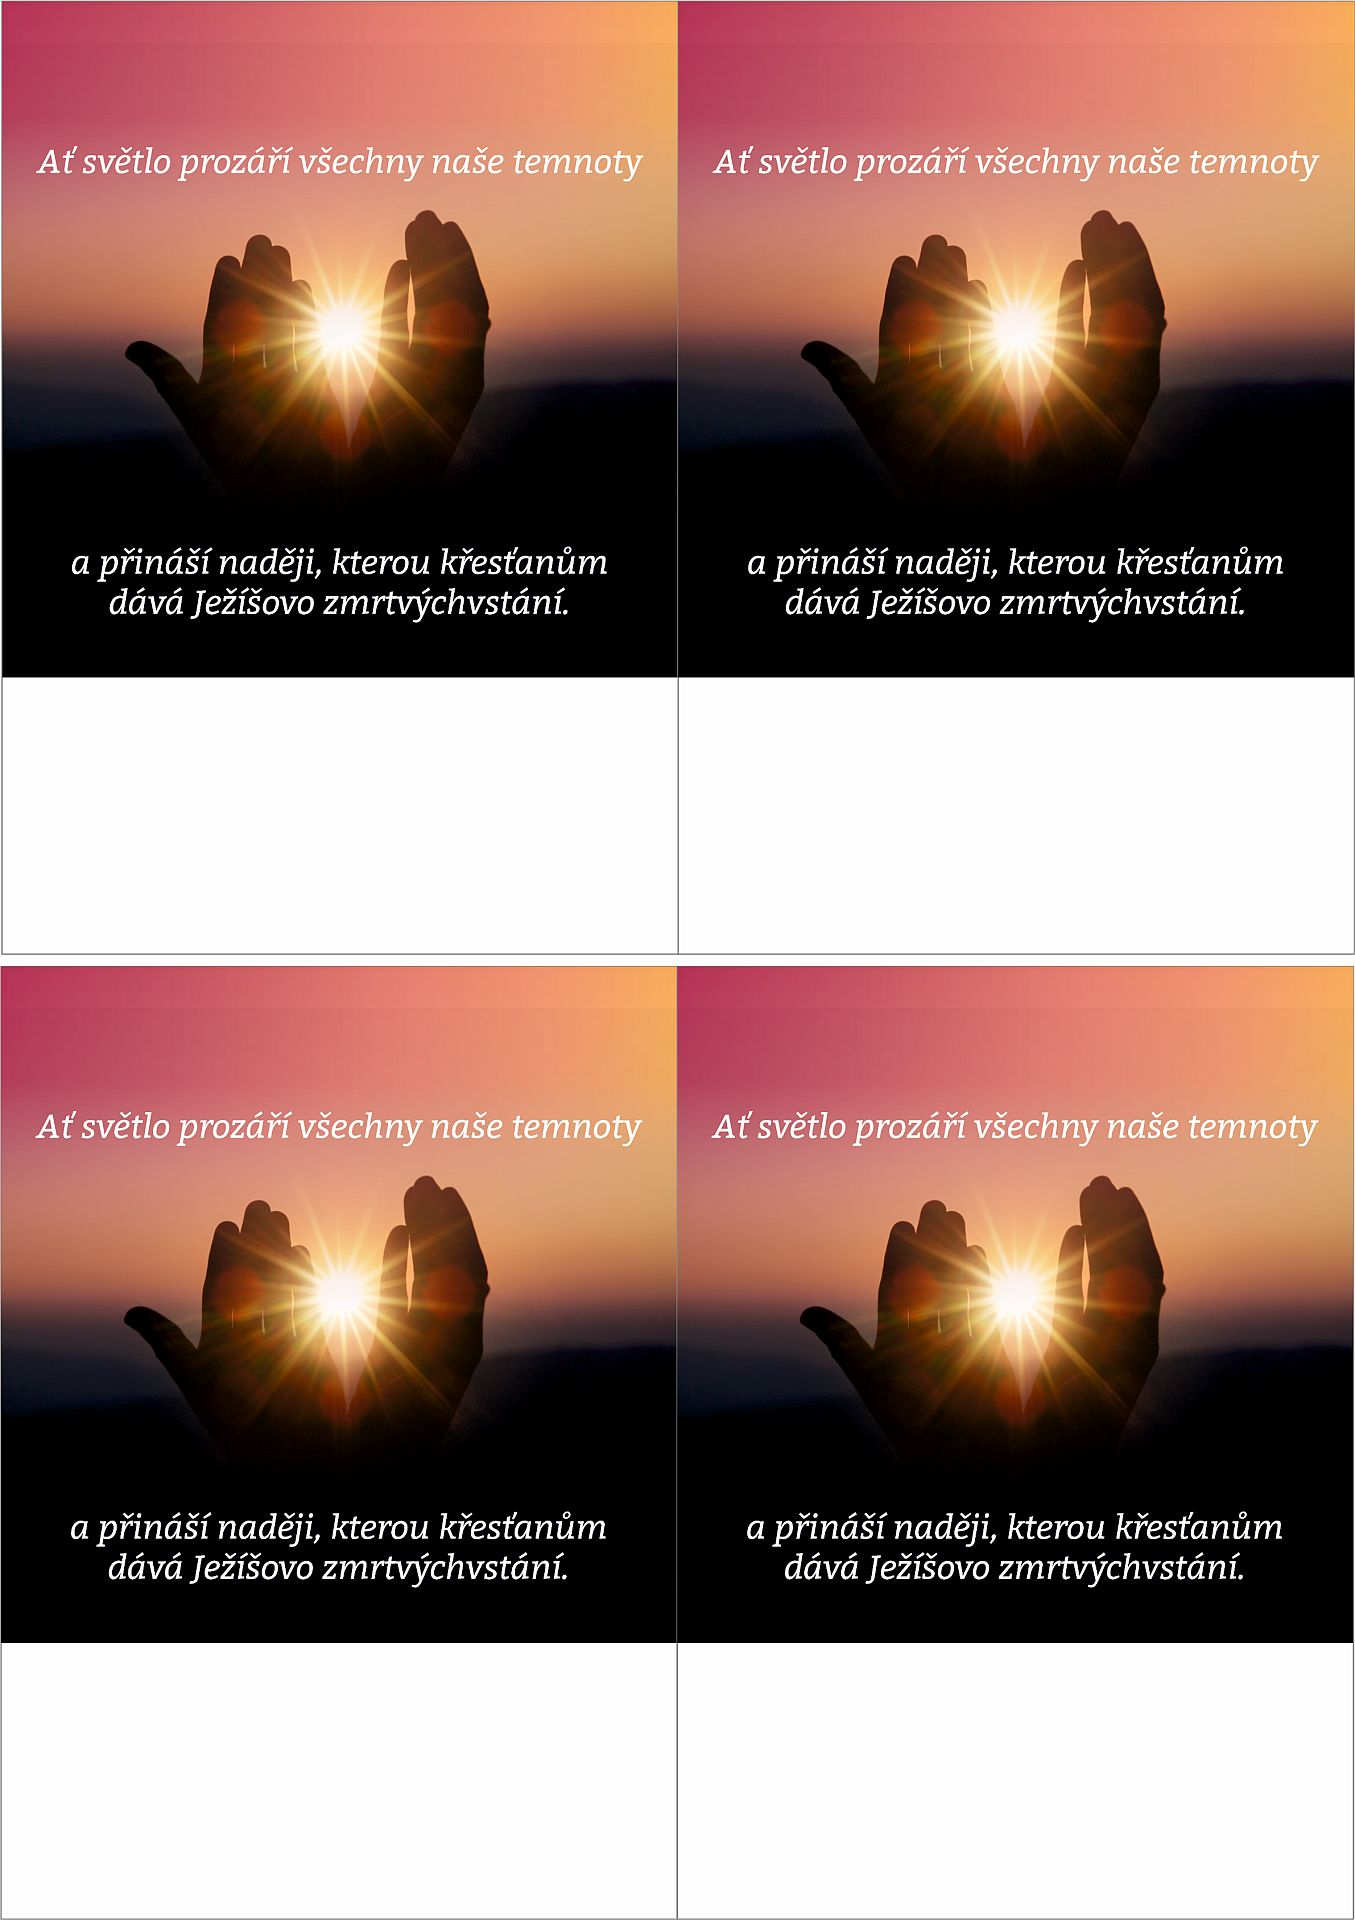 Ať světlo prozáří všechny naše temnoty
a přináší naději, kterou křesťanům
dává Ježíšovo zmrtvýchvstání.
Ať světlo prozáří všechny naše temnoty
a přináší naději, kterou křesťanům
dává Ježíšovo zmrtvýchvstání.
Ať světlo prozáří všechny naše temnoty
a přináší naději, kterou křesťanům
dává Ježíšovo zmrtvýchvstání.
Ať světlo prozáří všechny naše temnoty
a přináší naději, kterou křesťanům
dává Ježíšovo zmrtvýchvstání.